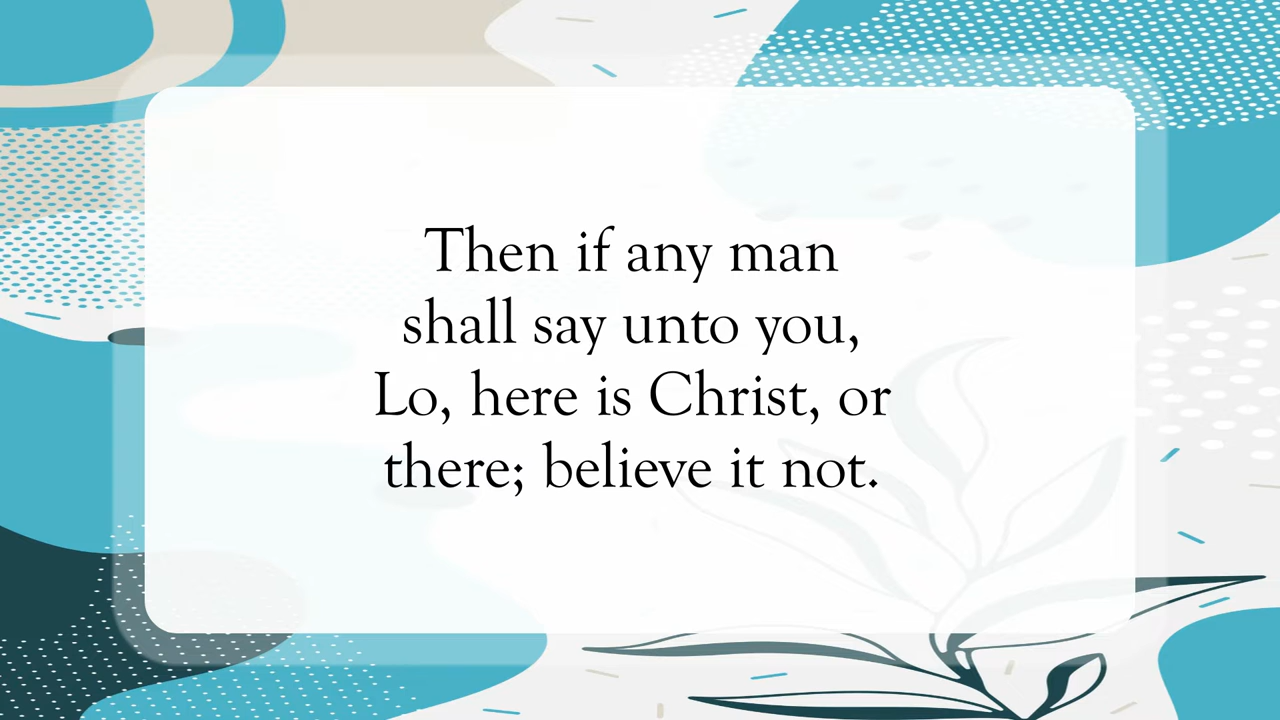 Then if any man
shall say unto you,
Lo, here is Christ, or
there; believe it not.